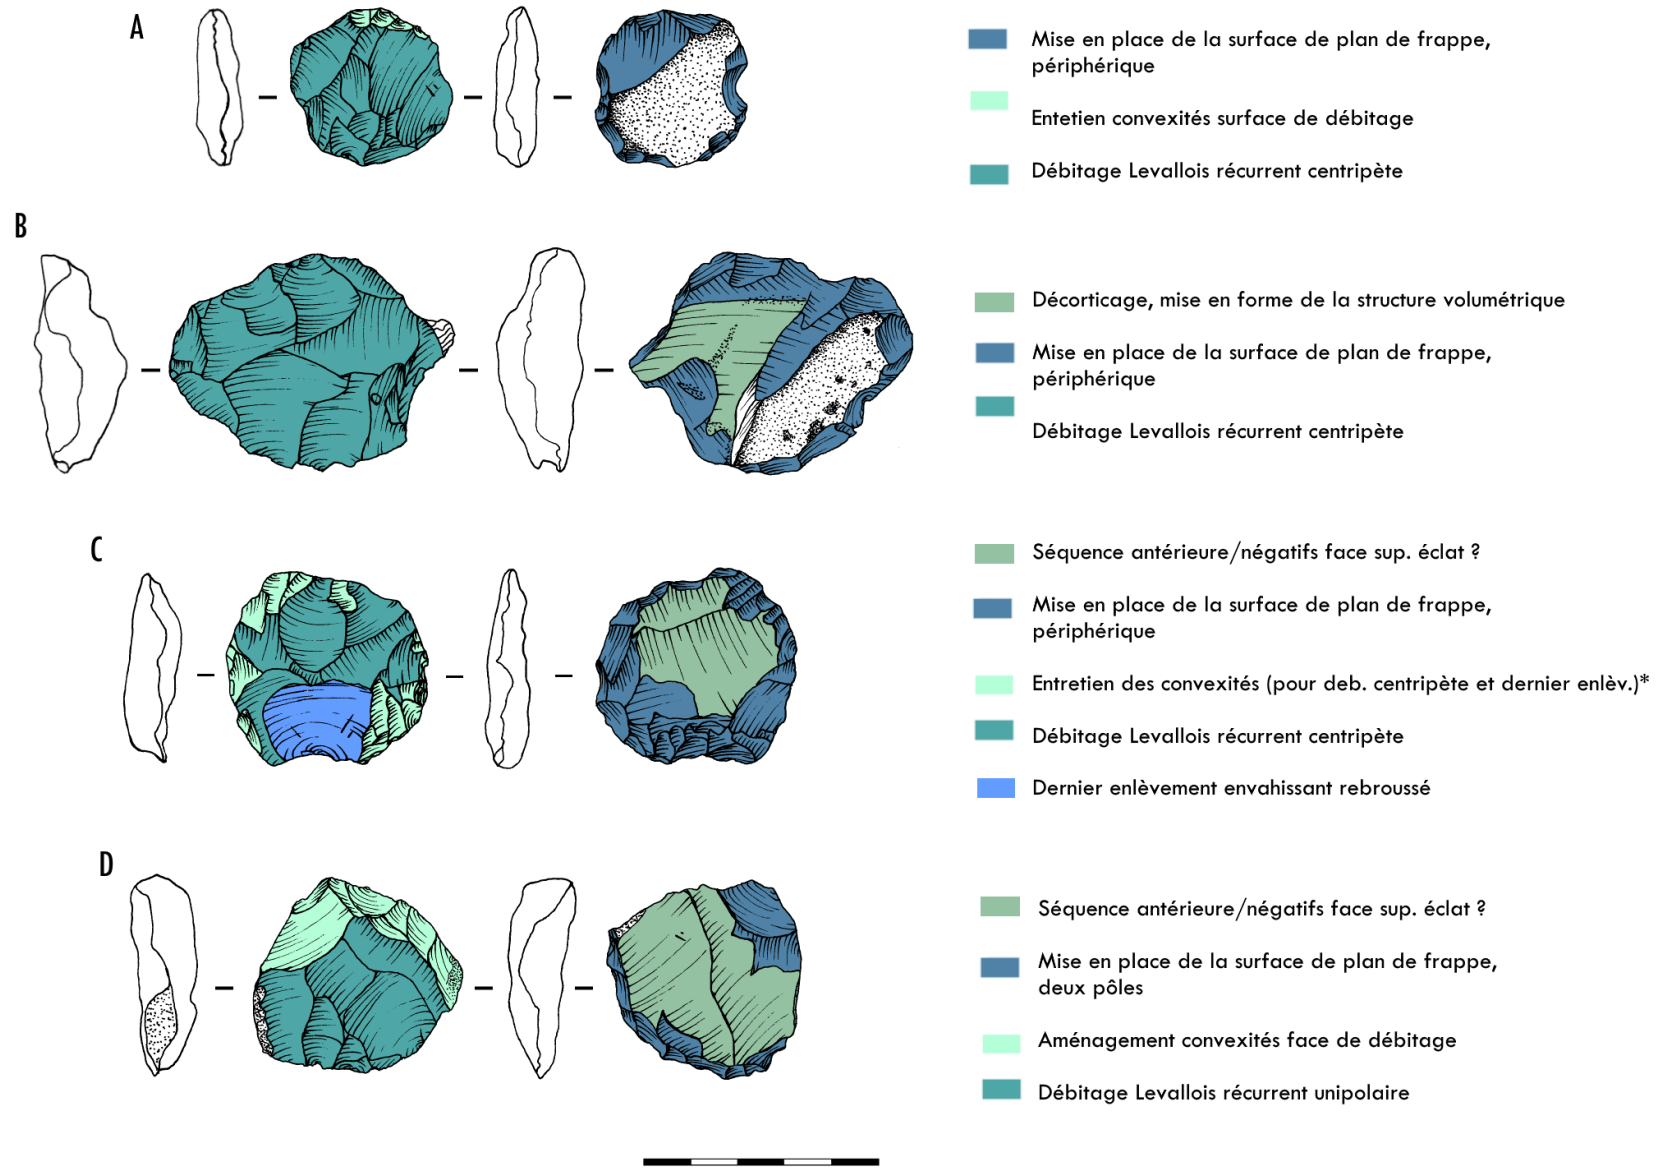 A
Mise en place de la surface de plan de frappe,
périphérique
Entetien convexités surface de débitage
Débitage Levallois récurrent centripète
B
Décorticage, mise en forme de la structure volumétrique
Mise en place de la surface de plan de frappe,
périphérique
Débitage Levallois récurrent centripète
C
Séquence antérieure/négatifs face sup. éclat ?
Mise en place de la surface de plan de frappe,
périphérique
Entretien des convexités (pour deb. centripète et dernier enlèv.)*
Débitage Levallois récurrent centripète
Dernier enlèvement envahissant rebroussé
D
Séquence antérieure/négatifs face sup. éclat ?
Mise en place de la surface de plan de frappe,
deux pôles
Aménagement convexités face de débitage
Débitage Levallois récurrent unipolaire